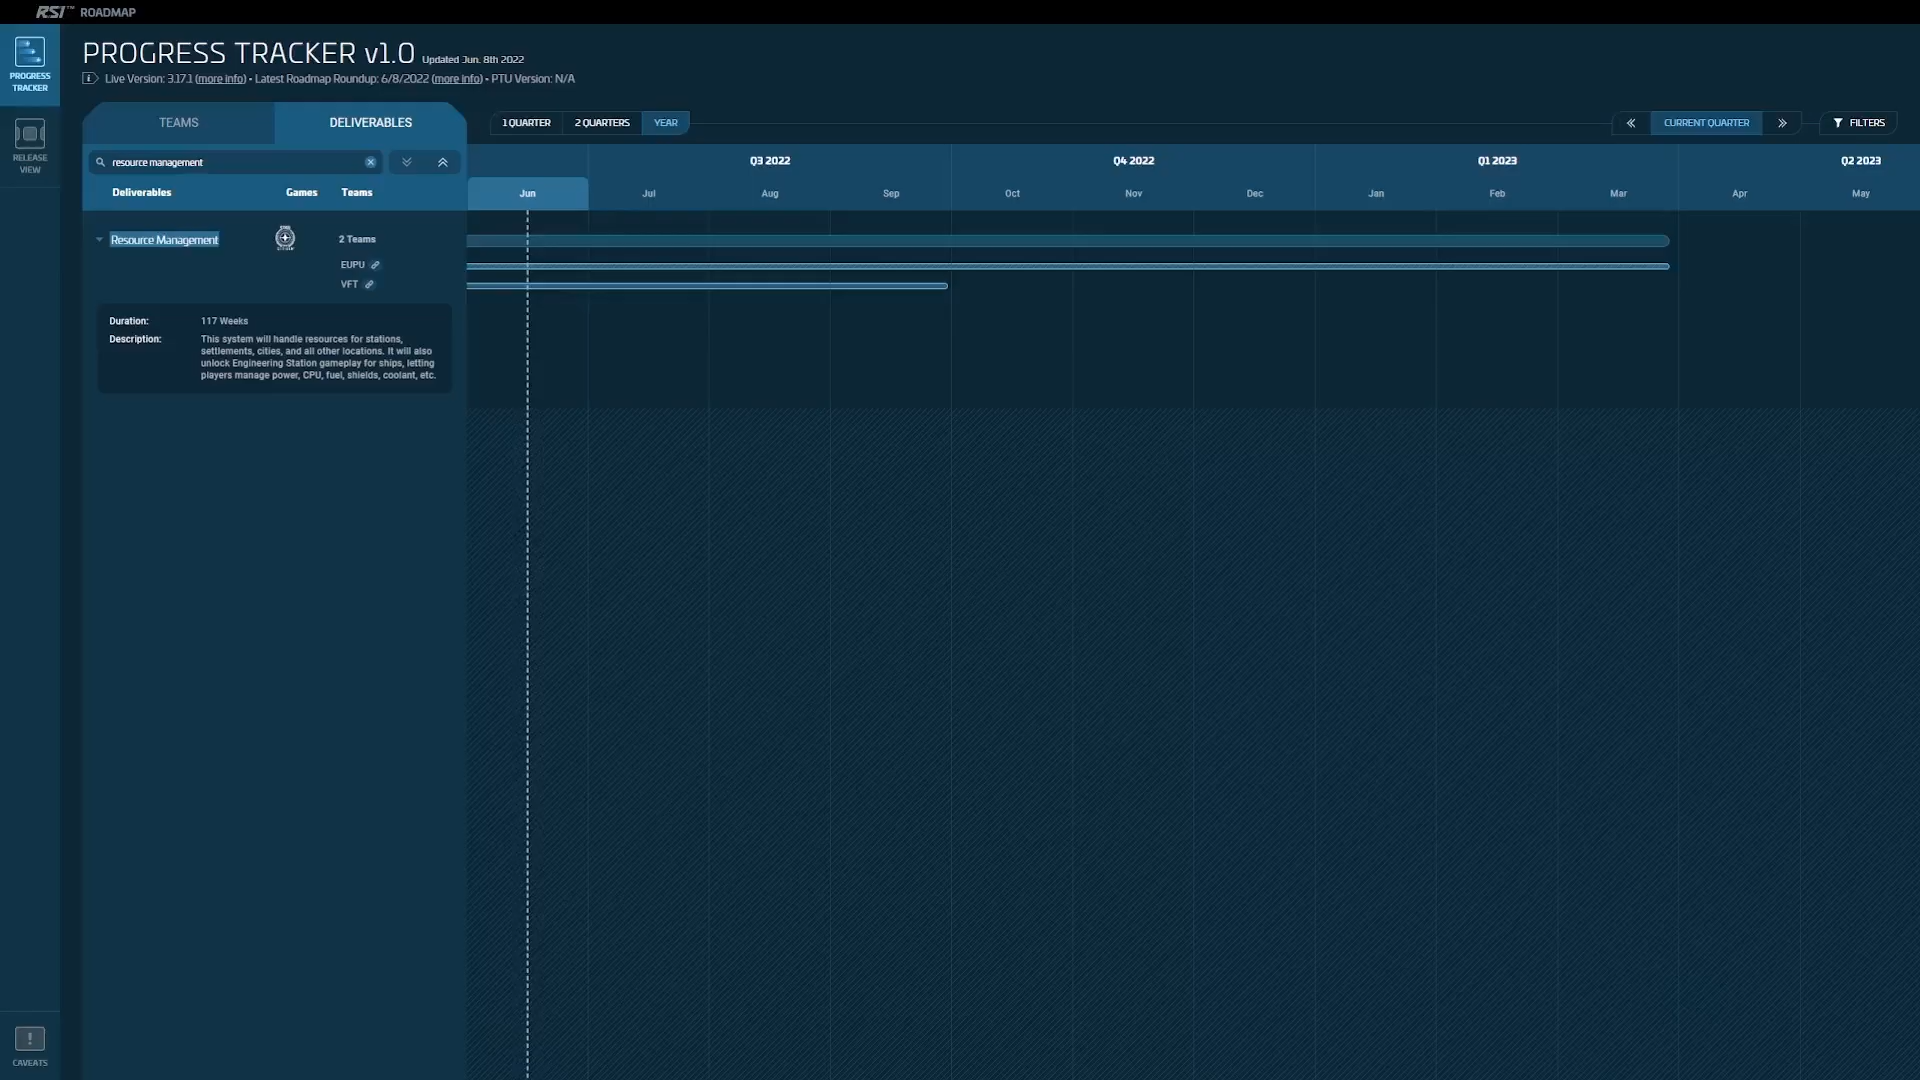 RSI™ ROADMAP
PROGRESS TRACKER
RELEASE VIEW
CAVEATS
PROGRESS TRACKER v1.0 Updated Jun. 8th 2022
Live Version: 3.17.1 (more info) • Latest Roadmap Roundup: 6/8/2022 (more info) • PTU Version: N/A
TEAMS DELIVERABLES
1 QUARTER 2 QUARTERS YEAR
CURRENT QUARTER FILTERS
resource management
Q3 2022 Q4 2022 Q1 2023 Q2 2023
Deliverables Games Teams
Jun Jul Aug Sep Oct Nov Dec Jan Feb Mar Apr May
Resource Management 2 Teams
EUPU
VFT
Duration: 117 Weeks
Description: This system will handle resources for stations,
settlements, cities, and all other locations. It will also
unlock Engineering Station gameplay for ships, letting
players manage power, CPU, fuel, shields, coolant, etc.